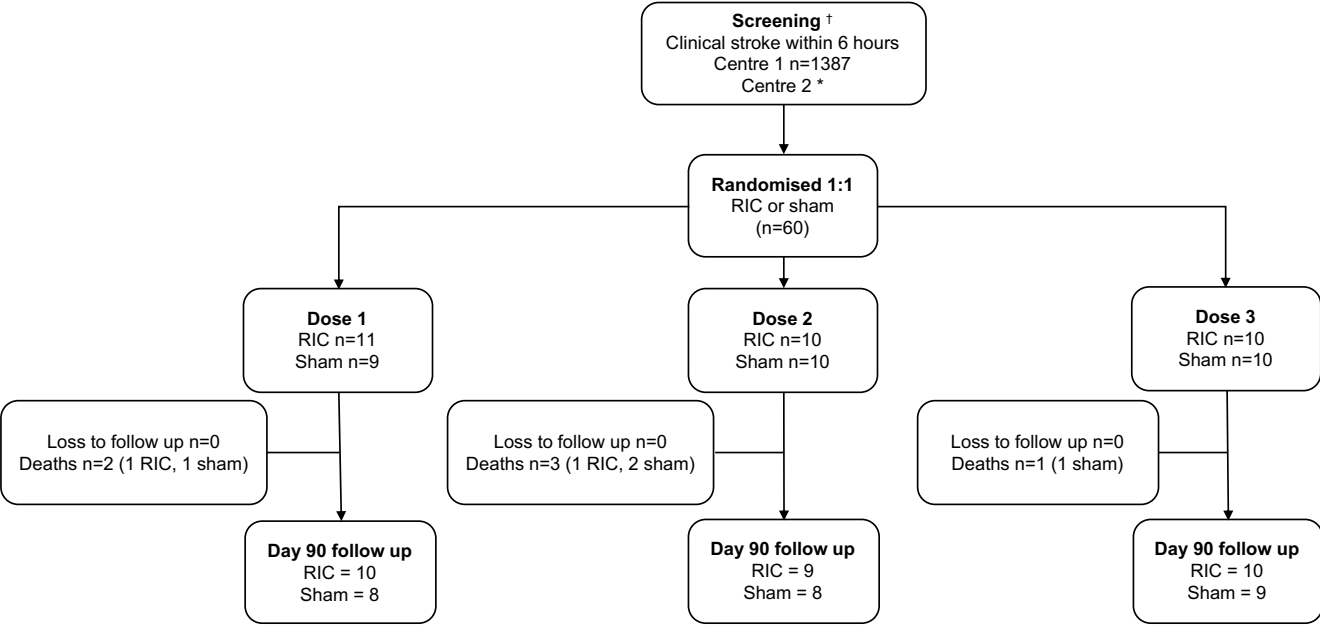 Screening †
Clinical stroke within 6 hours
Centre 1 n=1387
Centre 2 *
Randomised 1:1
RIC or sham
(n=60)
Dose 1
RIC n=11
Sham n=9
Dose 2
RIC n=10
Sham n=10
Dose 3
RIC n=10
Sham n=10
Loss to follow up n=0
Deaths n=2 (1 RIC, 1 sham)
Loss to follow up n=0
Deaths n=3 (1 RIC, 2 sham)
Loss to follow up n=0
Deaths n=1 (1 sham)
Day 90 follow up
RIC = 10
Sham = 8
Day 90 follow up
RIC = 9
Sham = 8
Day 90 follow up
RIC = 10
Sham = 9